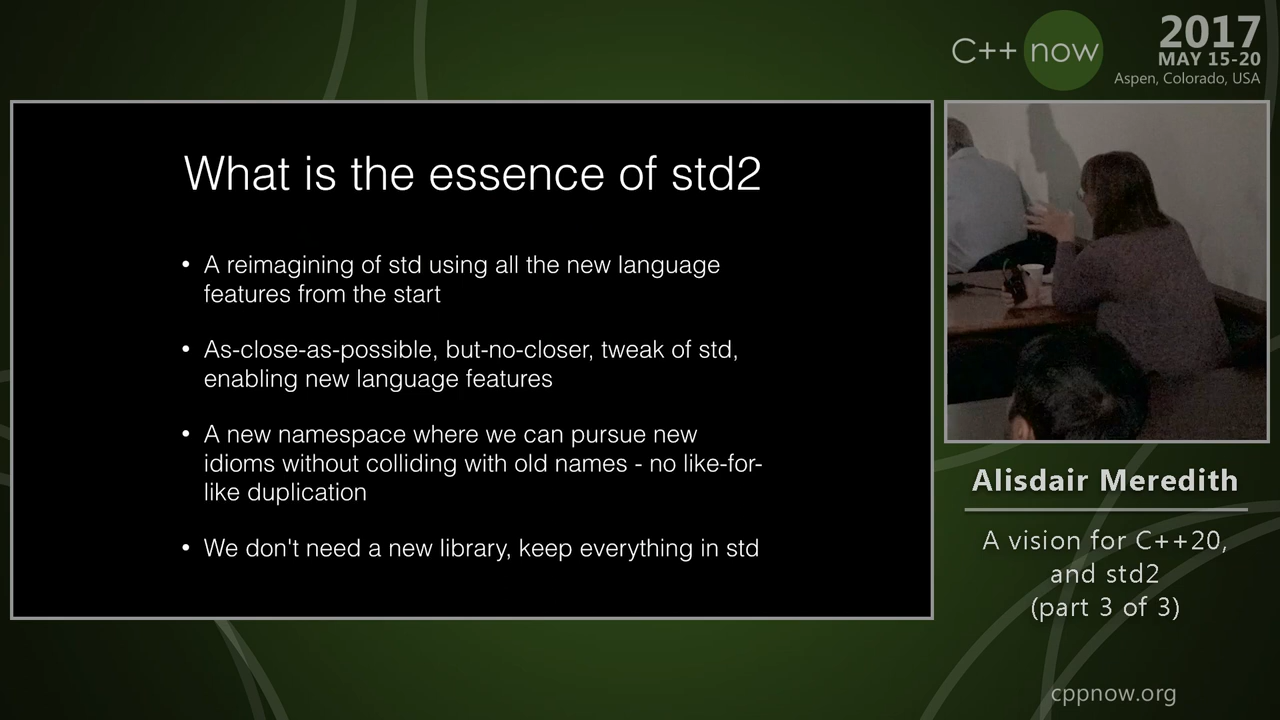 C++ now
2017
MAY 15-20
Aspen, Colorado, USA
What is the essence of std2
• A reimagining of std using all the new language
features from the start
• As-close-as-possible, but-no-closer, tweak of std,
enabling new language features
• A new namespace where we can pursue new
idioms without colliding with old names - no like-for-
like duplication
• We don't need a new library, keep everything in std
Alisdair Meredith
A vision for C++20,
and std2
(part 3 of 3)
cppnow.org